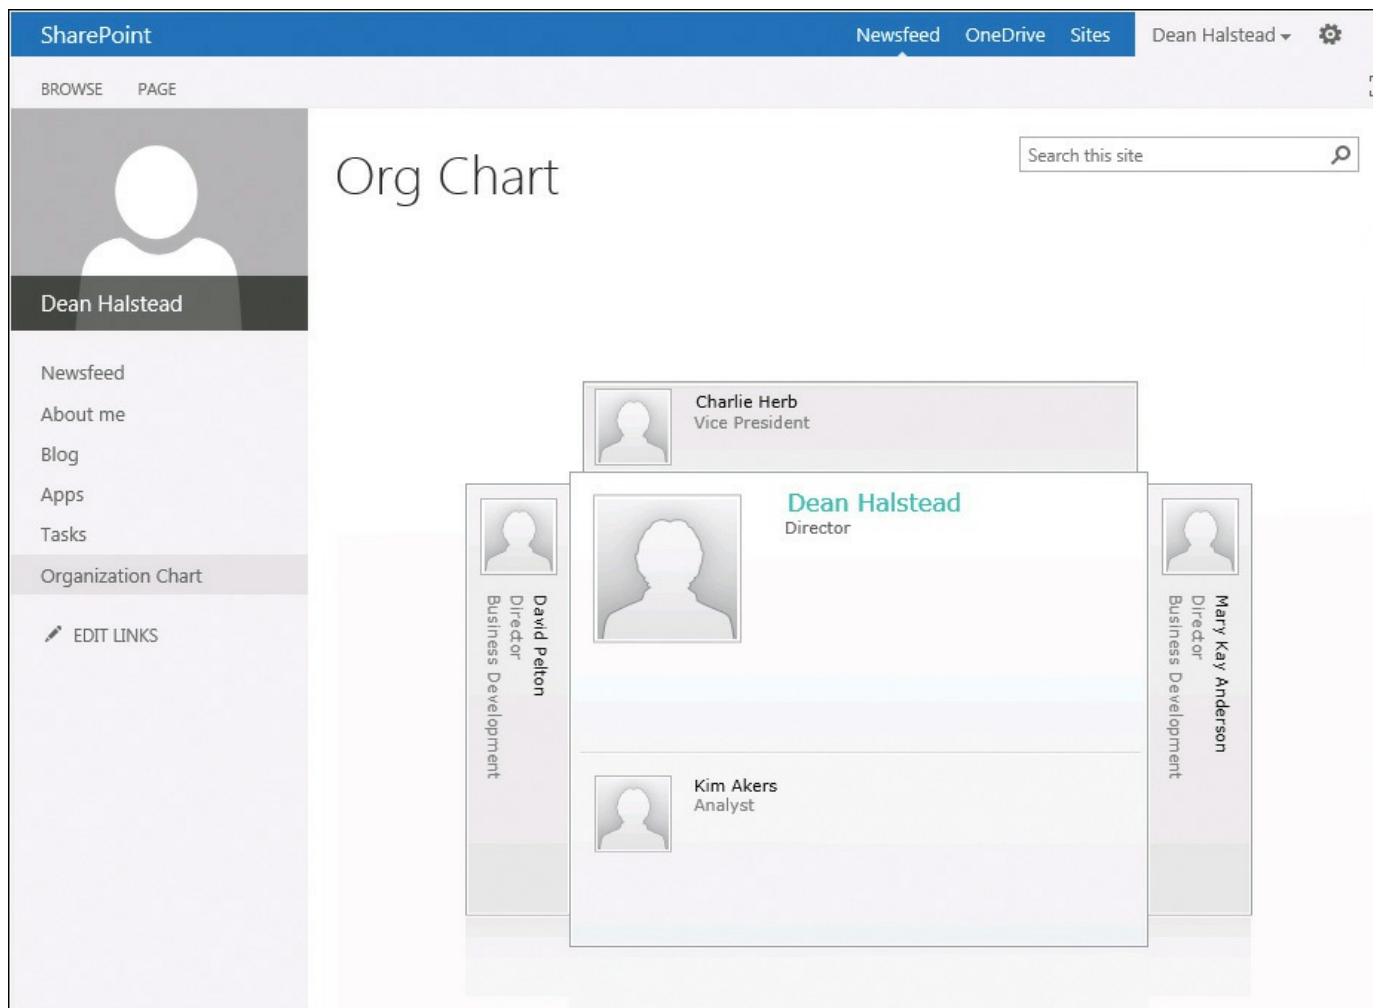 SharePoint
Newsfeed OneDrive Sites Dean Halstead
BROWSE PAGE
Org Chart
Search this site
Dean Halstead
Newsfeed
About me
Blog
Apps
Tasks
Organization Chart
EDIT LINKS
Charlie Herb
Vice President
Dean Halstead
Director
David Pelton
Director
Business Development
Mary Kay Anderson
Director
Business Development
Kim Akers
Analyst